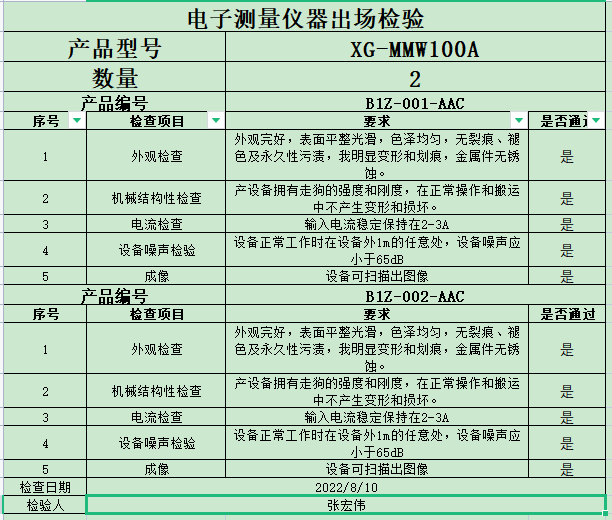 电子测量仪器出场检验
产品型号 XG-MMW100A
数量 2
产品编号 B1Z-001-AAC
序号 检查项目 要求 是否通过
1 外观检查 外观完好，表面平整光滑，色泽均匀，无裂痕、褪
色及永久性污渍，我明显变形和划痕，金属件无锈
蚀。 是
2 机械结构性检查 产设备拥有走狗的强度和刚度，在正常操作和搬运
中不产生变形和损坏。 是
3 电流检查 输入电流稳定保持在2-3A 是
4 设备噪声检验 设备正常工作时在设备外1m的任意处，设备噪声应
小于65dB 是
5 成像 设备可扫描出图像 是
产品编号 B1Z-002-AAC
序号 检查项目 要求 是否通过
1 外观检查 外观完好，表面平整光滑，色泽均匀，无裂痕、褪
色及永久性污渍，我明显变形和划痕，金属件无锈
蚀。 是
2 机械结构性检查 产设备拥有走狗的强度和刚度，在正常操作和搬运
中不产生变形和损坏。 是
3 电流检查 输入电流稳定保持在2-3A 是
4 设备噪声检验 设备正常工作时在设备外1m的任意处，设备噪声应
小于65dB 是
5 成像 设备可扫描出图像 是
检查日期 2022/8/10
检验人 张宏伟